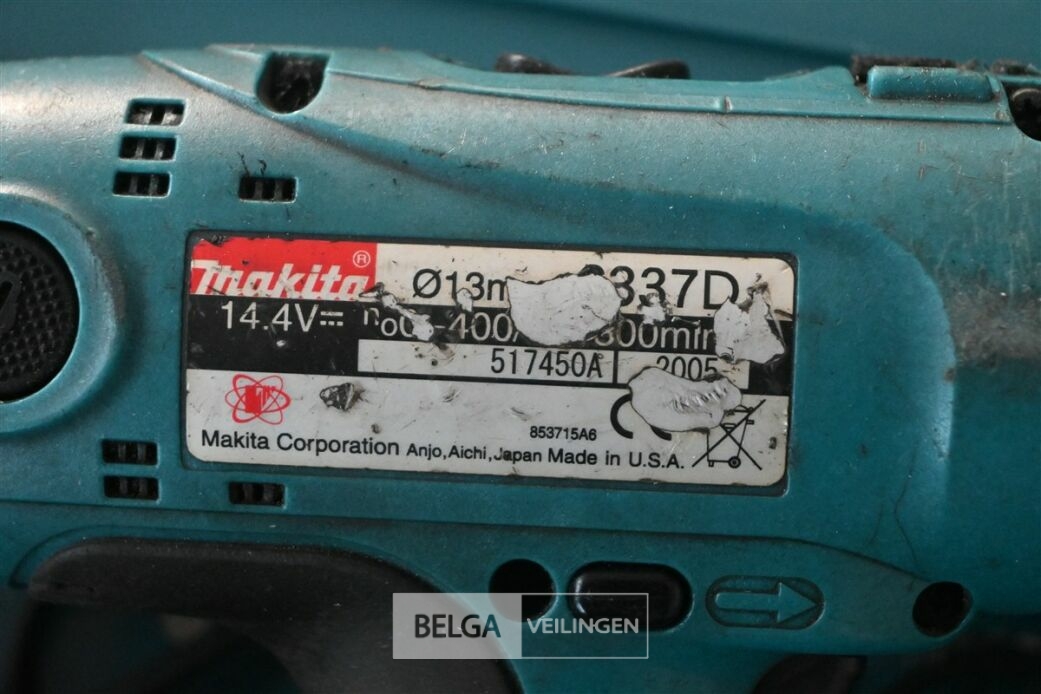 makita®
Ø13m 337D
14.4V⎓ n₀0 -400/ 300min
517450A 2005
853715A6
Makita Corporation Anjo, Aichi, Japan Made in U.S.A.
BELGA VEILINGEN